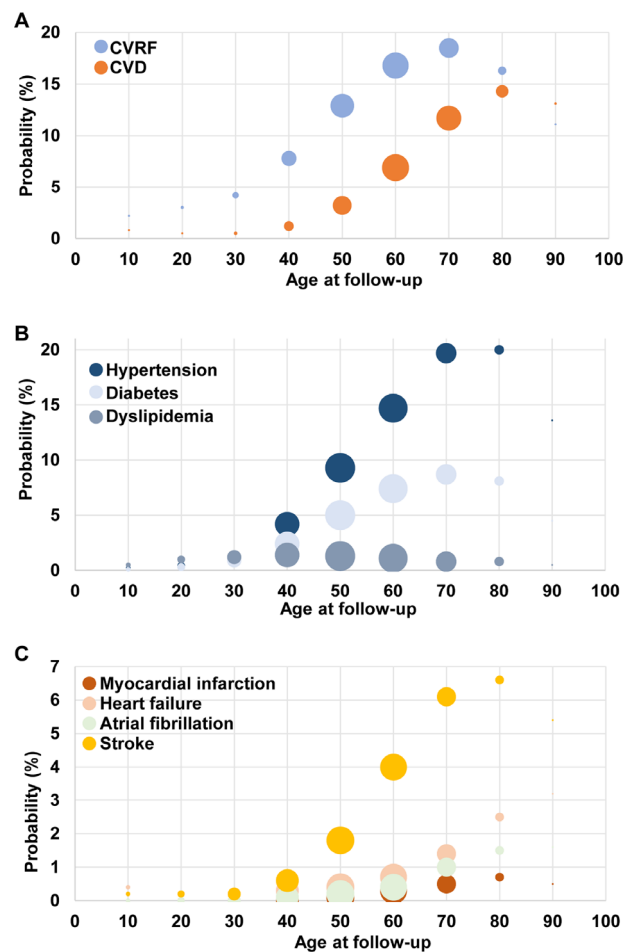 A
20
CVRF
CVD
15
10
5
0
Probability (%)
0 10 20 30 40 50 60 70 80 90 100
Age at follow-up
B
20
Hypertension
Diabetes
15
Dyslipidemia
10
5
0
Probability (%)
0 10 20 30 40 50 60 70 80 90 100
Age at follow-up
C
7
Myocardial infarction
6
Heart failure
Atrial fibrillation
5
Stroke
4
3
2
1
0
Probability (%)
0 10 20 30 40 50 60 70 80 90 100
Age at follow-up